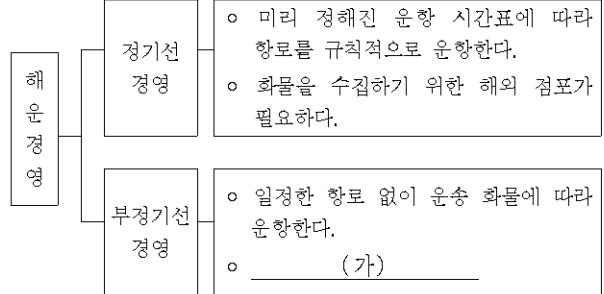 해운경영
정기선
경영
o 미리 정해진 운항 시간표에 따라
항로를 규칙적으로 운항한다.
o 화물을 수집하기 위한 해외 점포가
필요하다.
부정기선
경영
o 일정한 항로 없이 운송 화물에 따라
운항한다.
o (가)